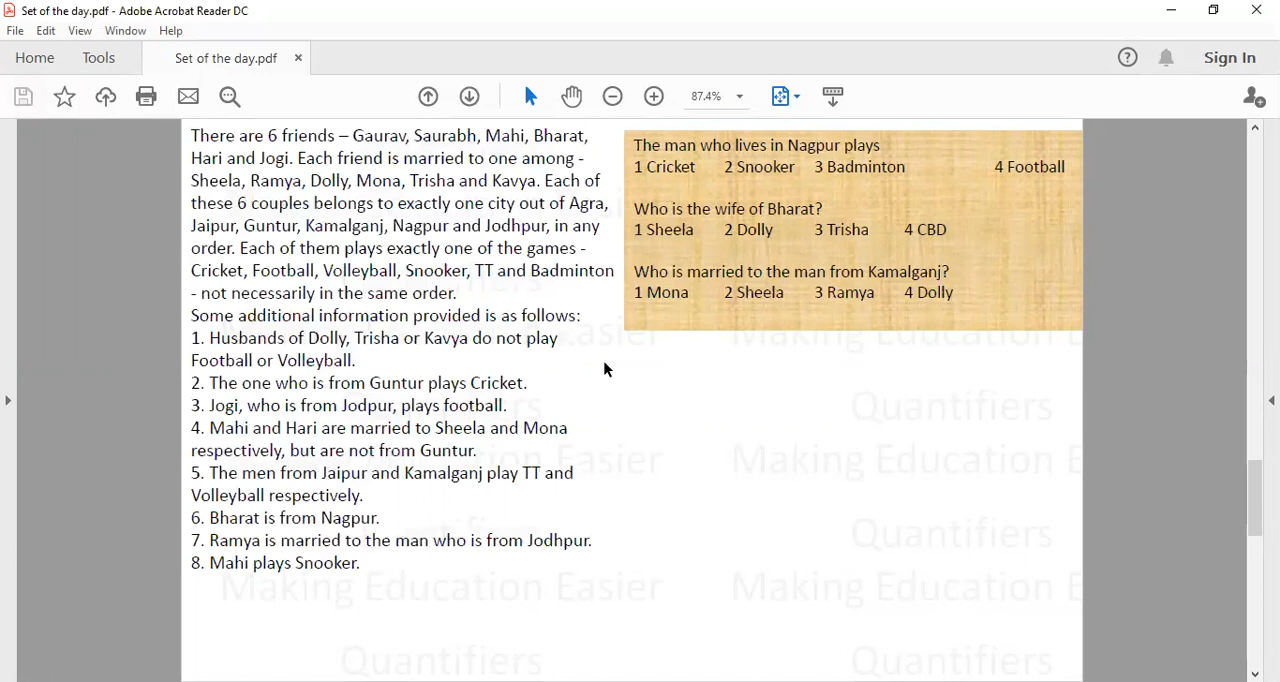 Set of the day.pdf - Adobe Acrobat Reader DC
File Edit View Window Help
Home Tools Set of the day.pdf × Sign In
87.4%
There are 6 friends – Gaurav, Saurabh, Mahi, Bharat,
Hari and Jogi. Each friend is married to one among -
Sheela, Ramya, Dolly, Mona, Trisha and Kavya. Each of
these 6 couples belongs to exactly one city out of Agra,
Jaipur, Guntur, Kamalganj, Nagpur and Jodhpur, in any
order. Each of them plays exactly one of the games -
Cricket, Football, Volleyball, Snooker, TT and Badminton
- not necessarily in the same order.
Some additional information provided is as follows:
1. Husbands of Dolly, Trisha or Kavya do not play
Football or Volleyball.
2. The one who is from Guntur plays Cricket.
3. Jogi, who is from Jodpur, plays football.
4. Mahi and Hari are married to Sheela and Mona
respectively, but are not from Guntur.
5. The men from Jaipur and Kamalganj play TT and
Volleyball respectively.
6. Bharat is from Nagpur.
7. Ramya is married to the man who is from Jodhpur.
8. Mahi plays Snooker.
The man who lives in Nagpur plays
1 Cricket 2 Snooker 3 Badminton 4 Football
Who is the wife of Bharat?
1 Sheela 2 Dolly 3 Trisha 4 CBD
Who is married to the man from Kamalganj?
1 Mona 2 Sheela 3 Ramya 4 Dolly
Making Education Easier
Quantifiers
Making Education E
Quantifiers
Making Education Easier
Making Education E
Quantifiers
Quantifiers